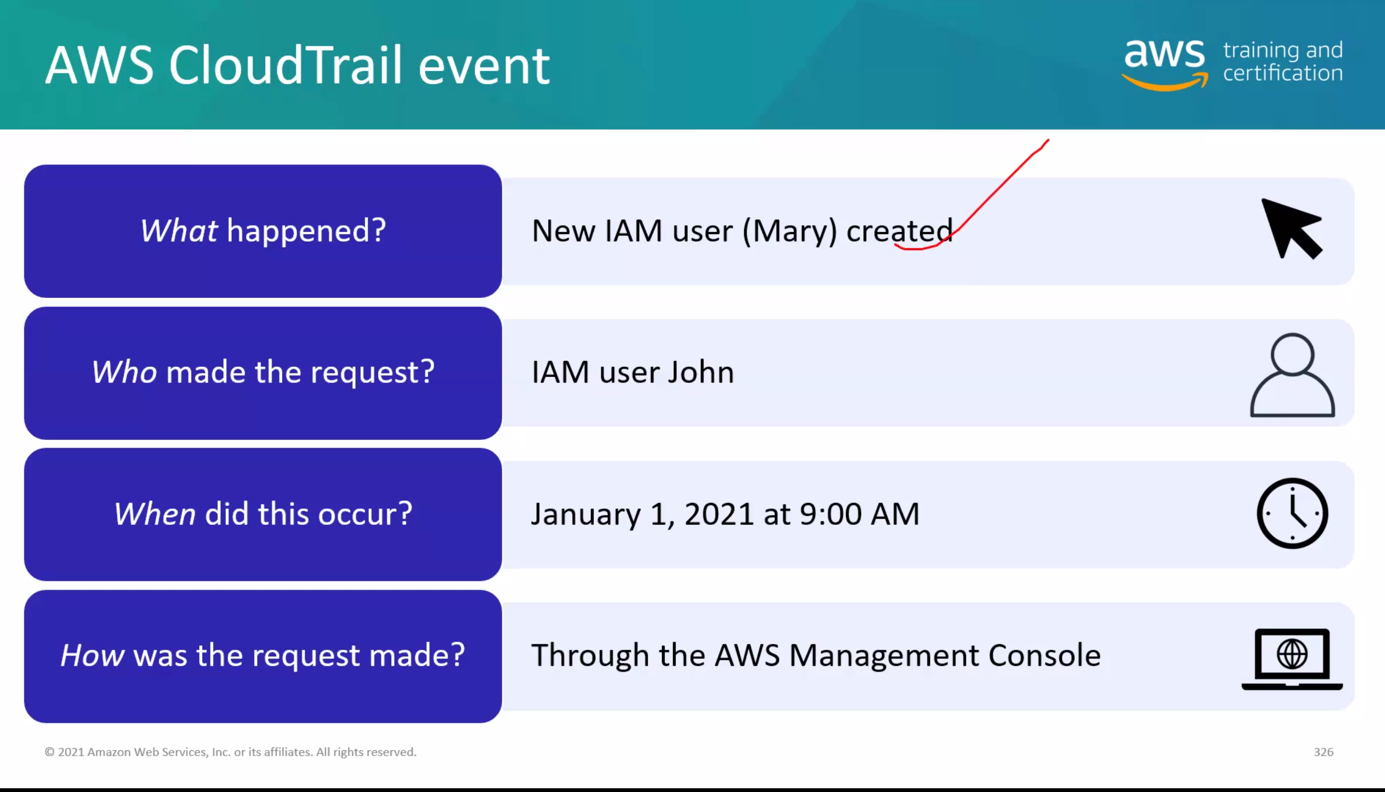 AWS CloudTrail event
aws training and
certification
What happened?
New IAM user (Mary) created
Who made the request?
IAM user John
When did this occur?
January 1, 2021 at 9:00 AM
How was the request made?
Through the AWS Management Console
© 2021 Amazon Web Services, Inc. or its affiliates. All rights reserved.
326